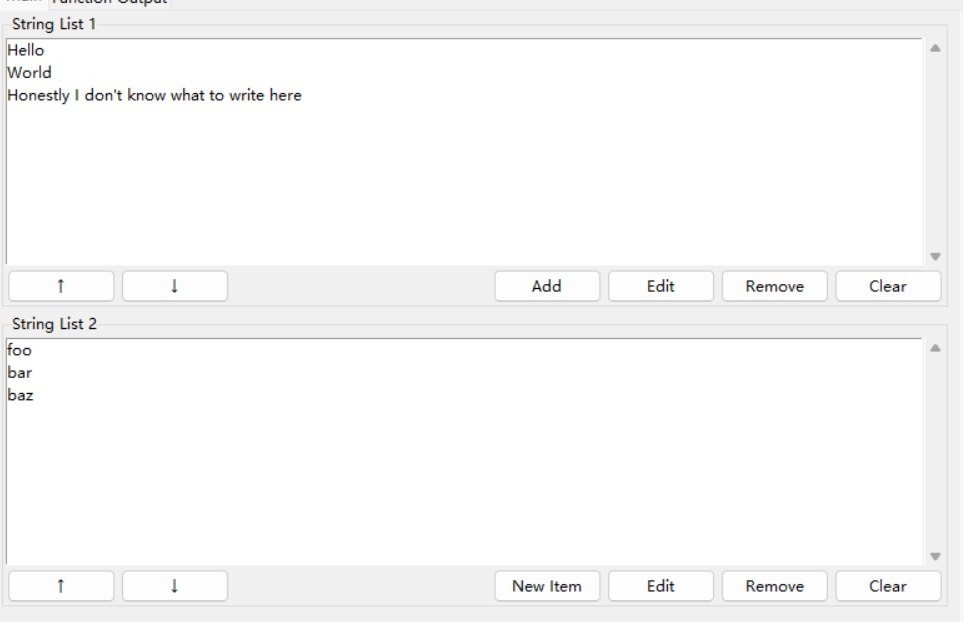 Main Function Output
String List 1
Hello
World
Honestly I don't know what to write here
↑ ↓ Add Edit Remove Clear
String List 2
foo
bar
baz
↑ ↓ New Item Edit Remove Clear